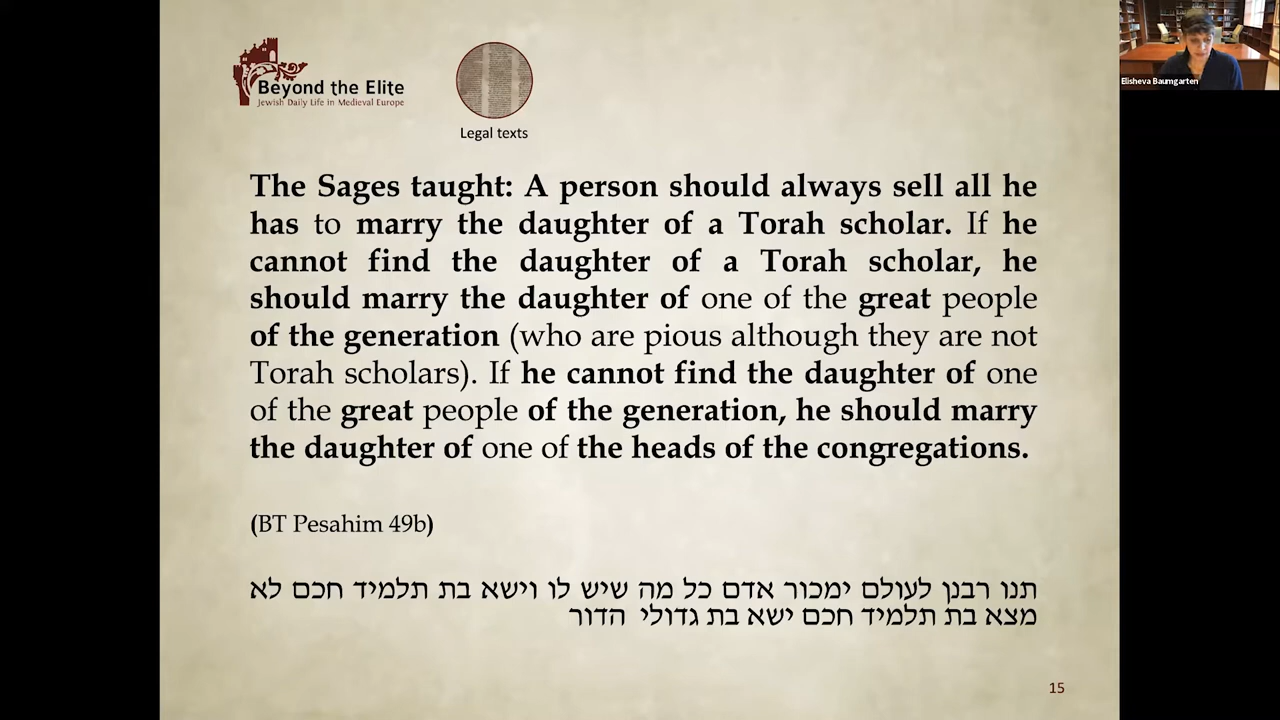 Beyond the Elite
Jewish Daily Life in Medieval Europe
Legal texts
Elisheva Baumgarten
The Sages taught: A person should always sell all he
has to marry the daughter of a Torah scholar. If he
cannot find the daughter of a Torah scholar, he
should marry the daughter of one of the great people
of the generation (who are pious although they are not
Torah scholars). If he cannot find the daughter of one
of the great people of the generation, he should marry
the daughter of one of the heads of the congregations.
(BT Pesahim 49b)
תנו רבנן לעולם ימכור אדם כל מה שיש לו וישא בת תלמיד חכם לא
מצא בת תלמיד חכם ישא בת גדולי הדור
15